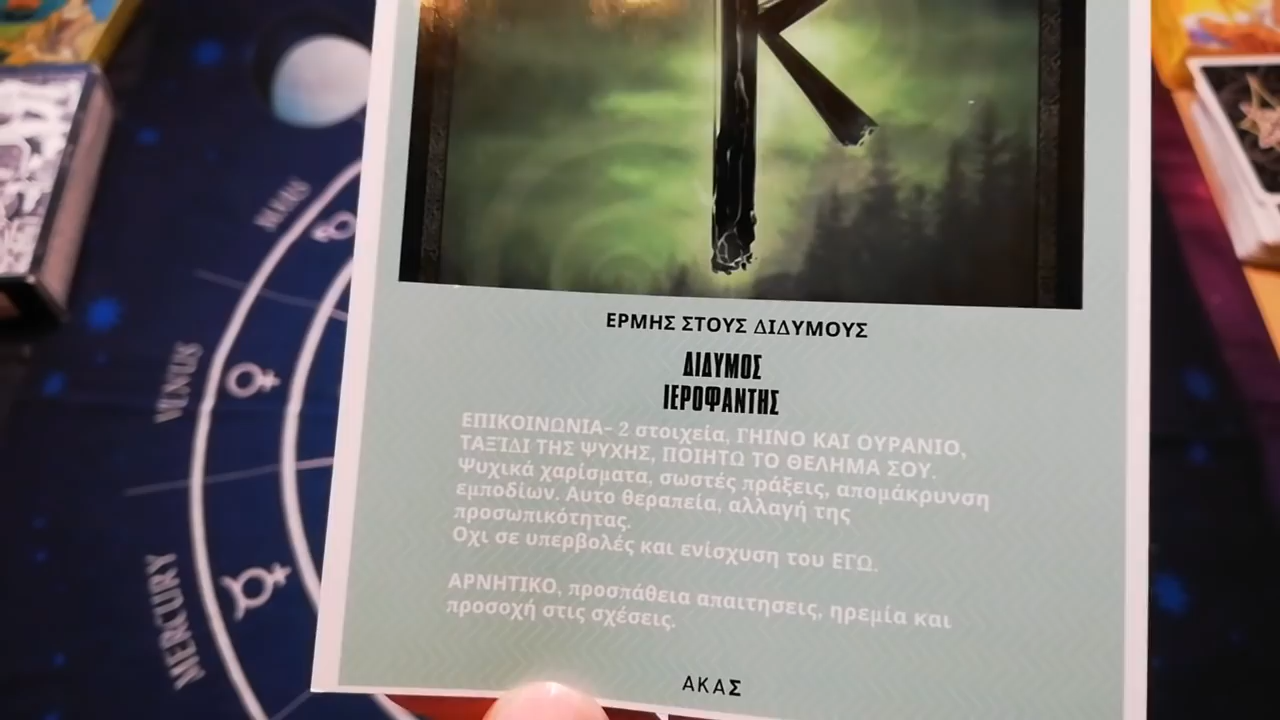 ΕΡΜΗΣ ΣΤΟΥΣ ΔΙΔΥΜΟΥΣ
ΔΙΔΥΜΟΣ
ΙΕΡΟΦΑΝΤΗΣ
ΕΠΙΚΟΙΝΩΝΙΑ- 2 στοιχεία, ΓΗΙΝΟ ΚΑΙ ΟΥΡΑΝΙΟ,
ΤΑΞΊΔΙ ΤΗΣ ΨΥΧΗΣ, ΠΟΙΗΤΩ ΤΟ ΘΕΛΗΜΑ ΣΟΥ.
Ψυχικά χαρίσματα, σωστές πράξεις, απομάκρυνση
εμποδίων. Αυτο θεραπεία, αλλαγή της
προσωπικότητας.
Οχι σε υπερβολές και ενίσχυση του ΕΓΩ.
ΑΡΝΗΤΙΚΟ, προσπάθεια απαιτησεις, ηρεμία και
προσοχή στις σχέσεις.
ΑΚΑΣ
VENUS
MERCURY